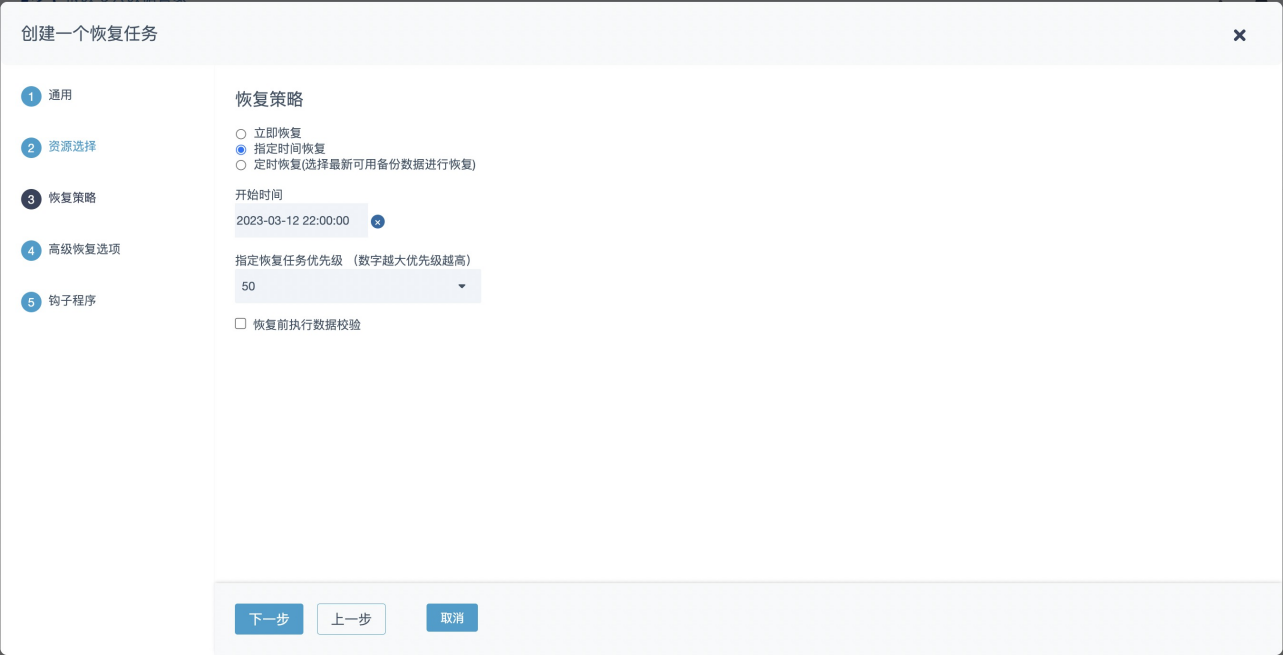 创建一个恢复任务
1 通用
2 资源选择
3 恢复策略
4 高级恢复选项
5 钩子程序
恢复策略
立即恢复
指定时间恢复
定时恢复(选择最新可用备份数据进行恢复)
开始时间
2023-03-12 22:00:00
指定恢复任务优先级 （数字越大优先级越高）
50
恢复前执行数据校验
下一步 上一步 取消